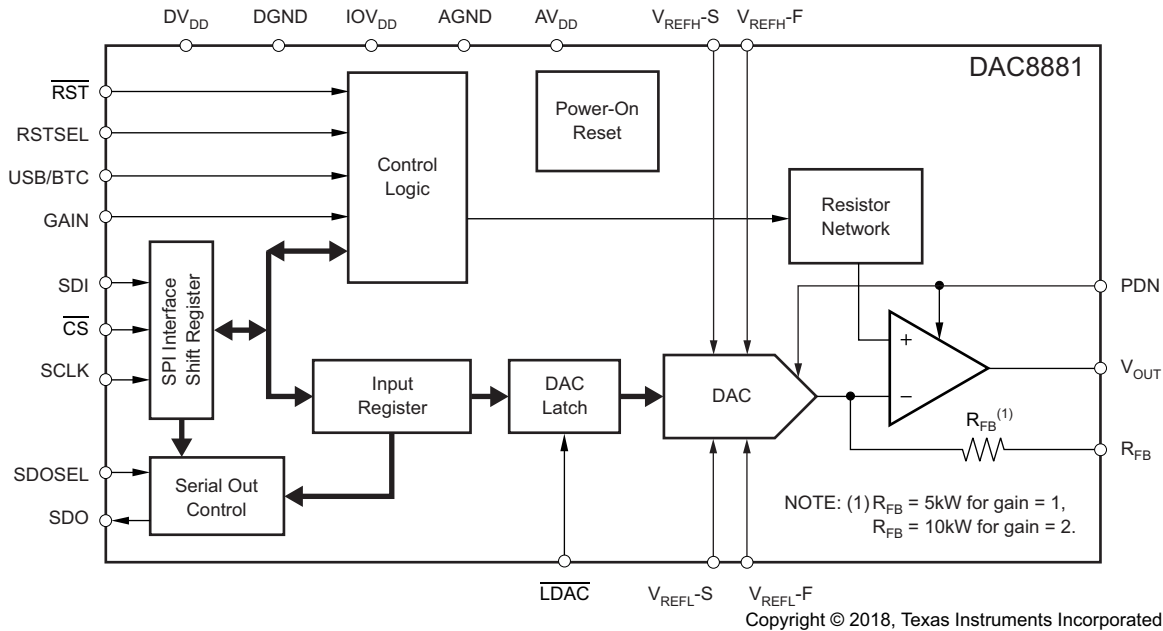 DV_DD DGND IOV_DD AGND AV_DD V_REFH-S V_REFH-F
DAC8881
R̅S̅T̅
RSTSEL
USB/BTC
GAIN
Control
Logic
Power-On
Reset
Resistor
Network
SDI
C̅S̅
SCLK
SPI Interface
Shift Register
PDN
Input
Register
DAC
Latch
DAC
+
−
V_OUT
R_FB(1)
R_FB
SDOSEL
SDO
Serial Out
Control
NOTE: (1) R_FB = 5kW for gain = 1,
R_FB = 10kW for gain = 2.
L̅D̅A̅C̅ V_REFL-S V_REFL-F
Copyright © 2018, Texas Instruments Incorporated